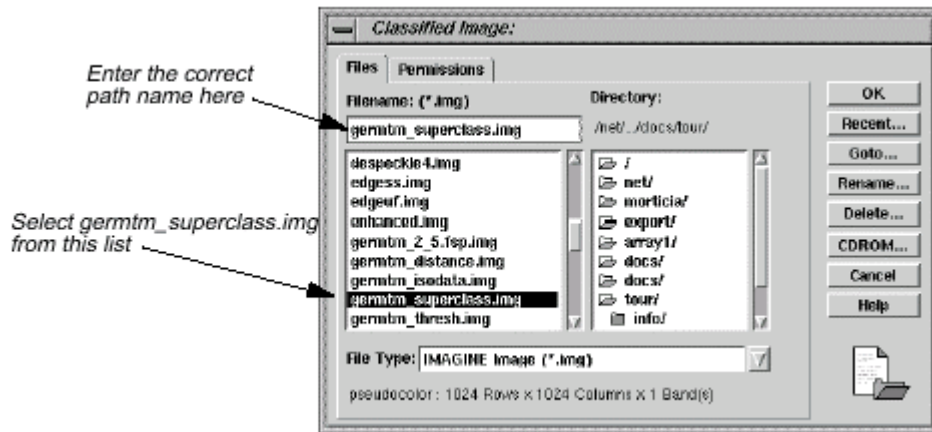 Classified Image:
Files
Permissions
Enter the correct
path name here
Filename: (*.img)
Directory:
germtm_superclass.img
/net/../docs/tour/
despeckle4.img
edgess.img
edgeuf.img
enhanced.img
germtm_2_5.fsp.img
germtm_distance.img
germtm_isodata.img
germtm_superclass.img
germtm_thresh.img
/
net/
morticia/
export/
array1/
docs/
docs/
tour/
info/
Select germtm_superclass.img
from this list
File Type:
IMAGINE Image (*.img)
pseudocolor : 1024 Rows x 1024 Columns x 1 Band(s)
OK
Recent...
Goto...
Rename...
Delete...
CDROM...
Cancel
Help